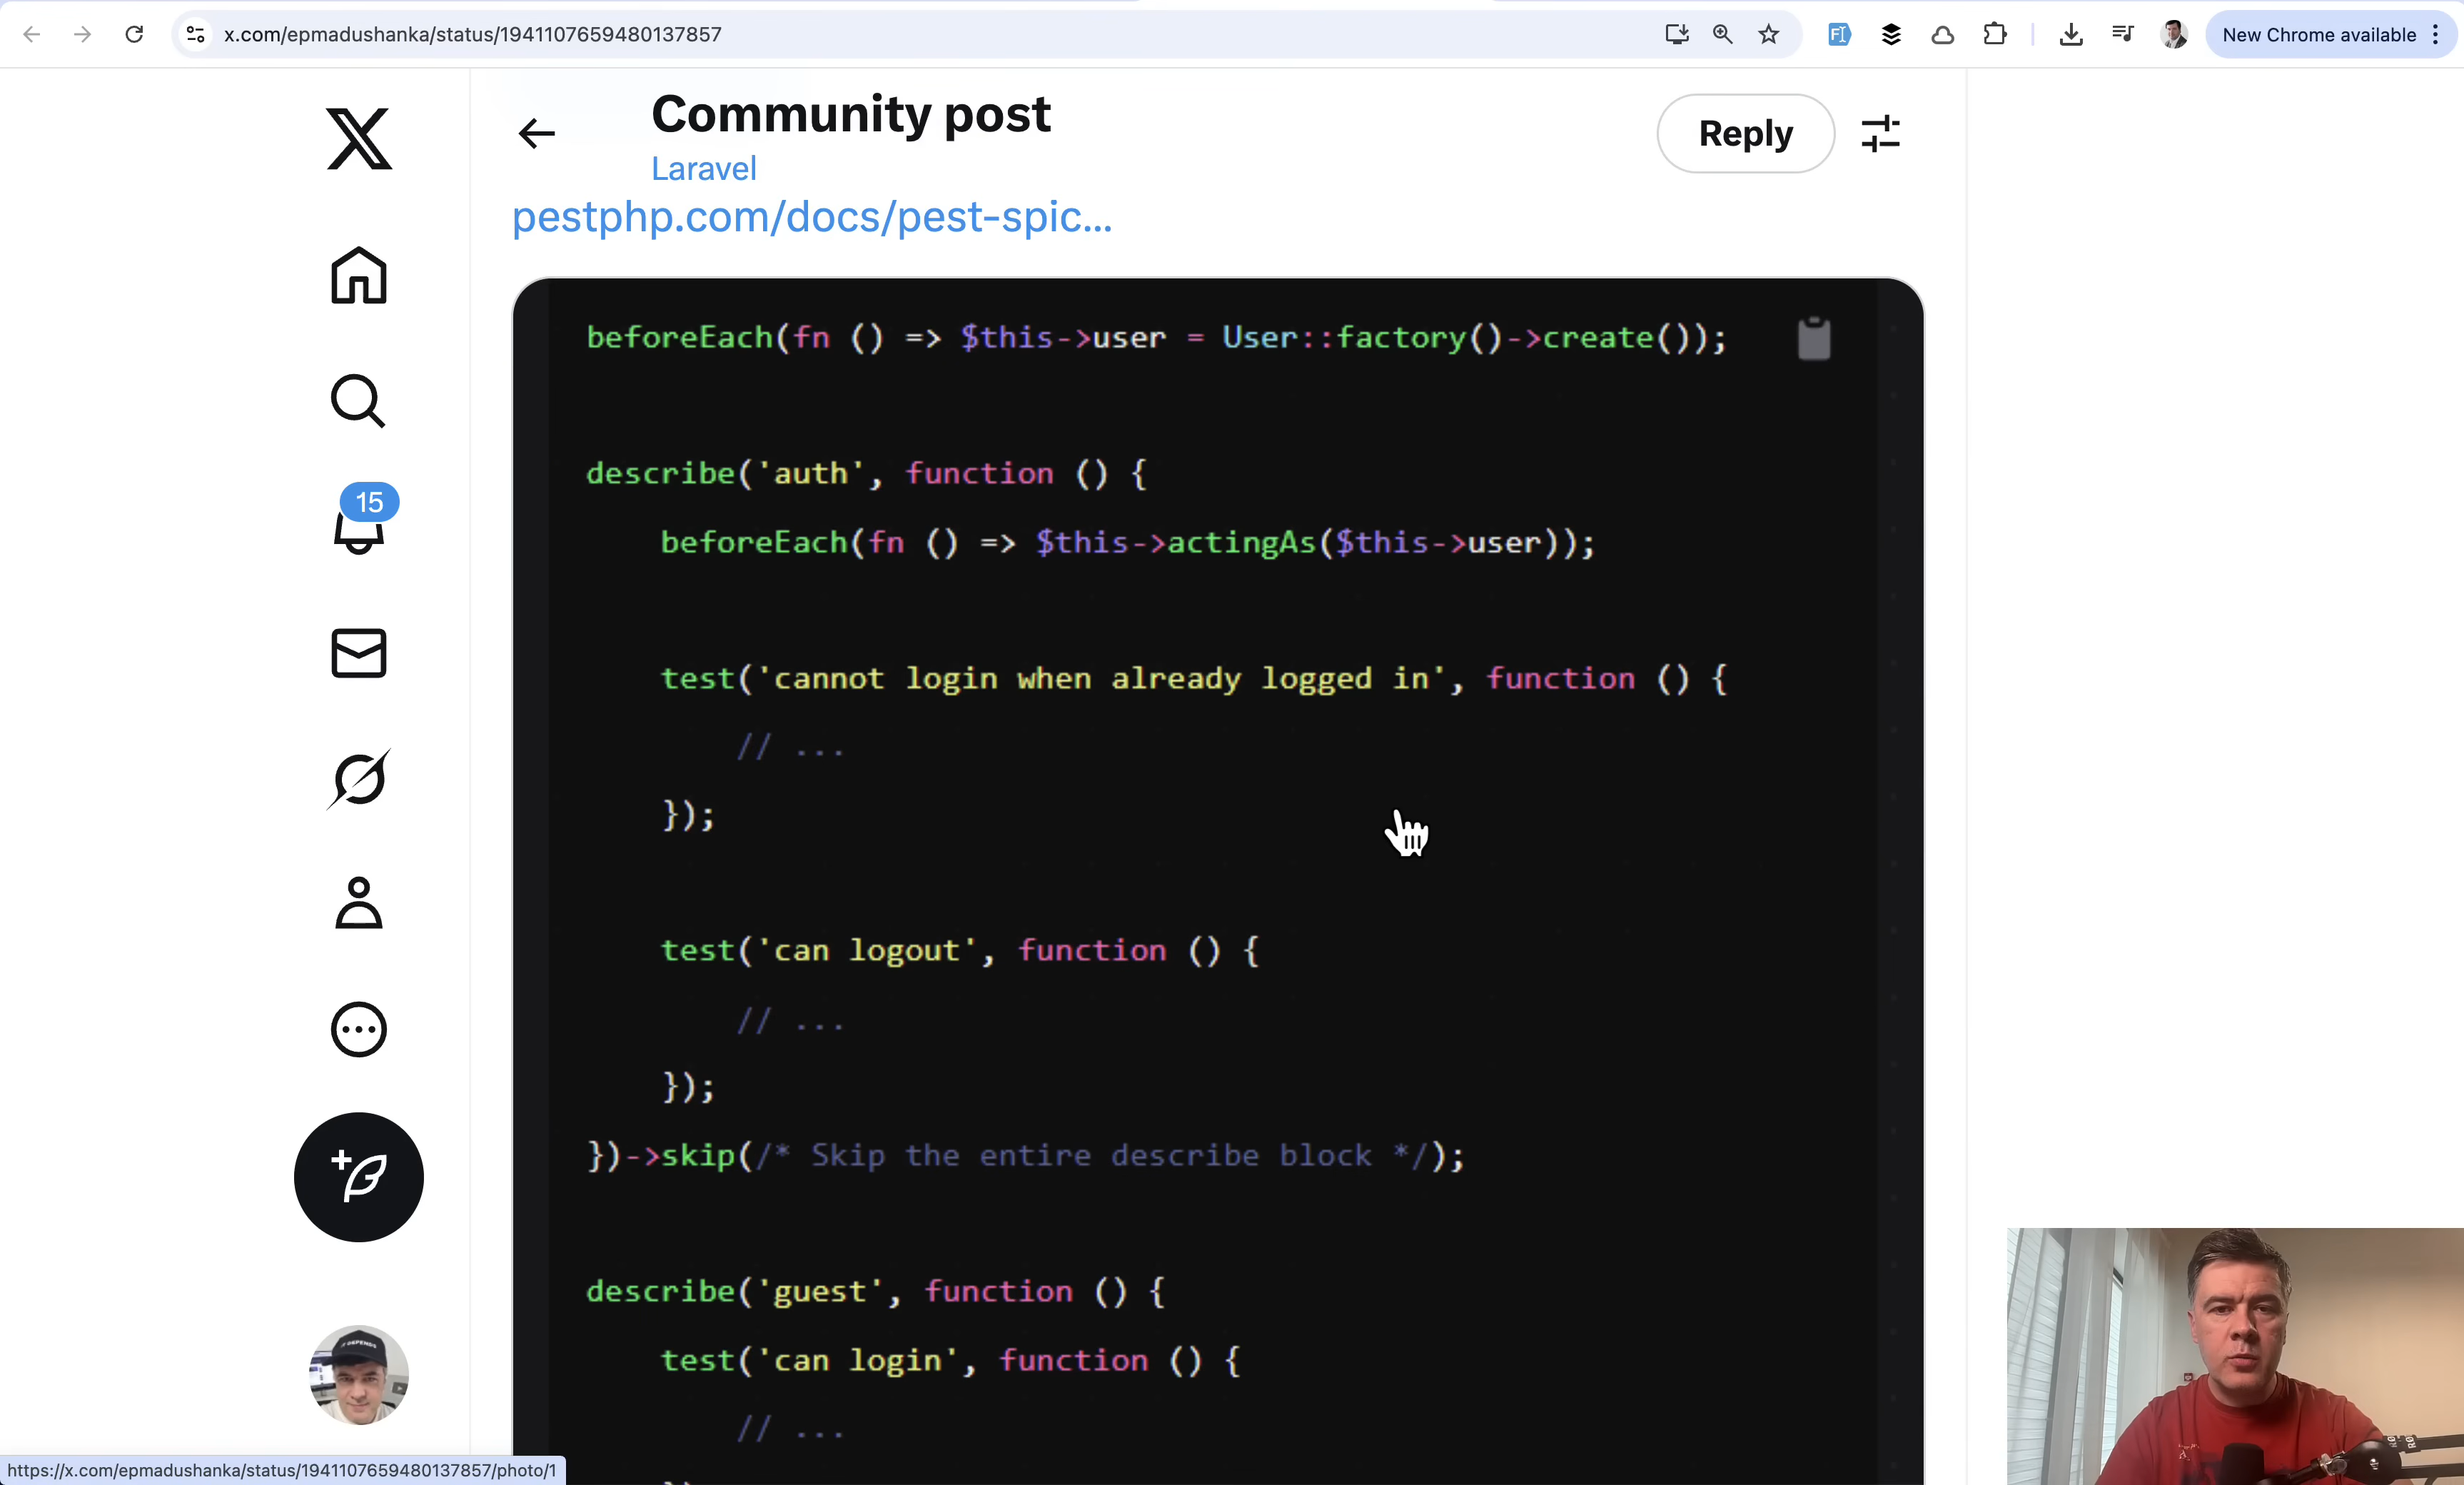 x.com/epmadushanka/status/1941107659480137857
New Chrome available
Community post
Laravel
Reply
pestphp.com/docs/pest-spic...
15
beforeEach(fn () => $this->user = User::factory()->create());
describe('auth', function () {
beforeEach(fn () => $this->actingAs($this->user));
test('cannot login when already logged in', function () {
// ...
});
test('can logout', function () {
// ...
});
})->skip(/* Skip the entire describe block */);
describe('guest', function () {
test('can login', function () {
// ...
https://x.com/epmadushanka/status/1941107659480137857/photo/1